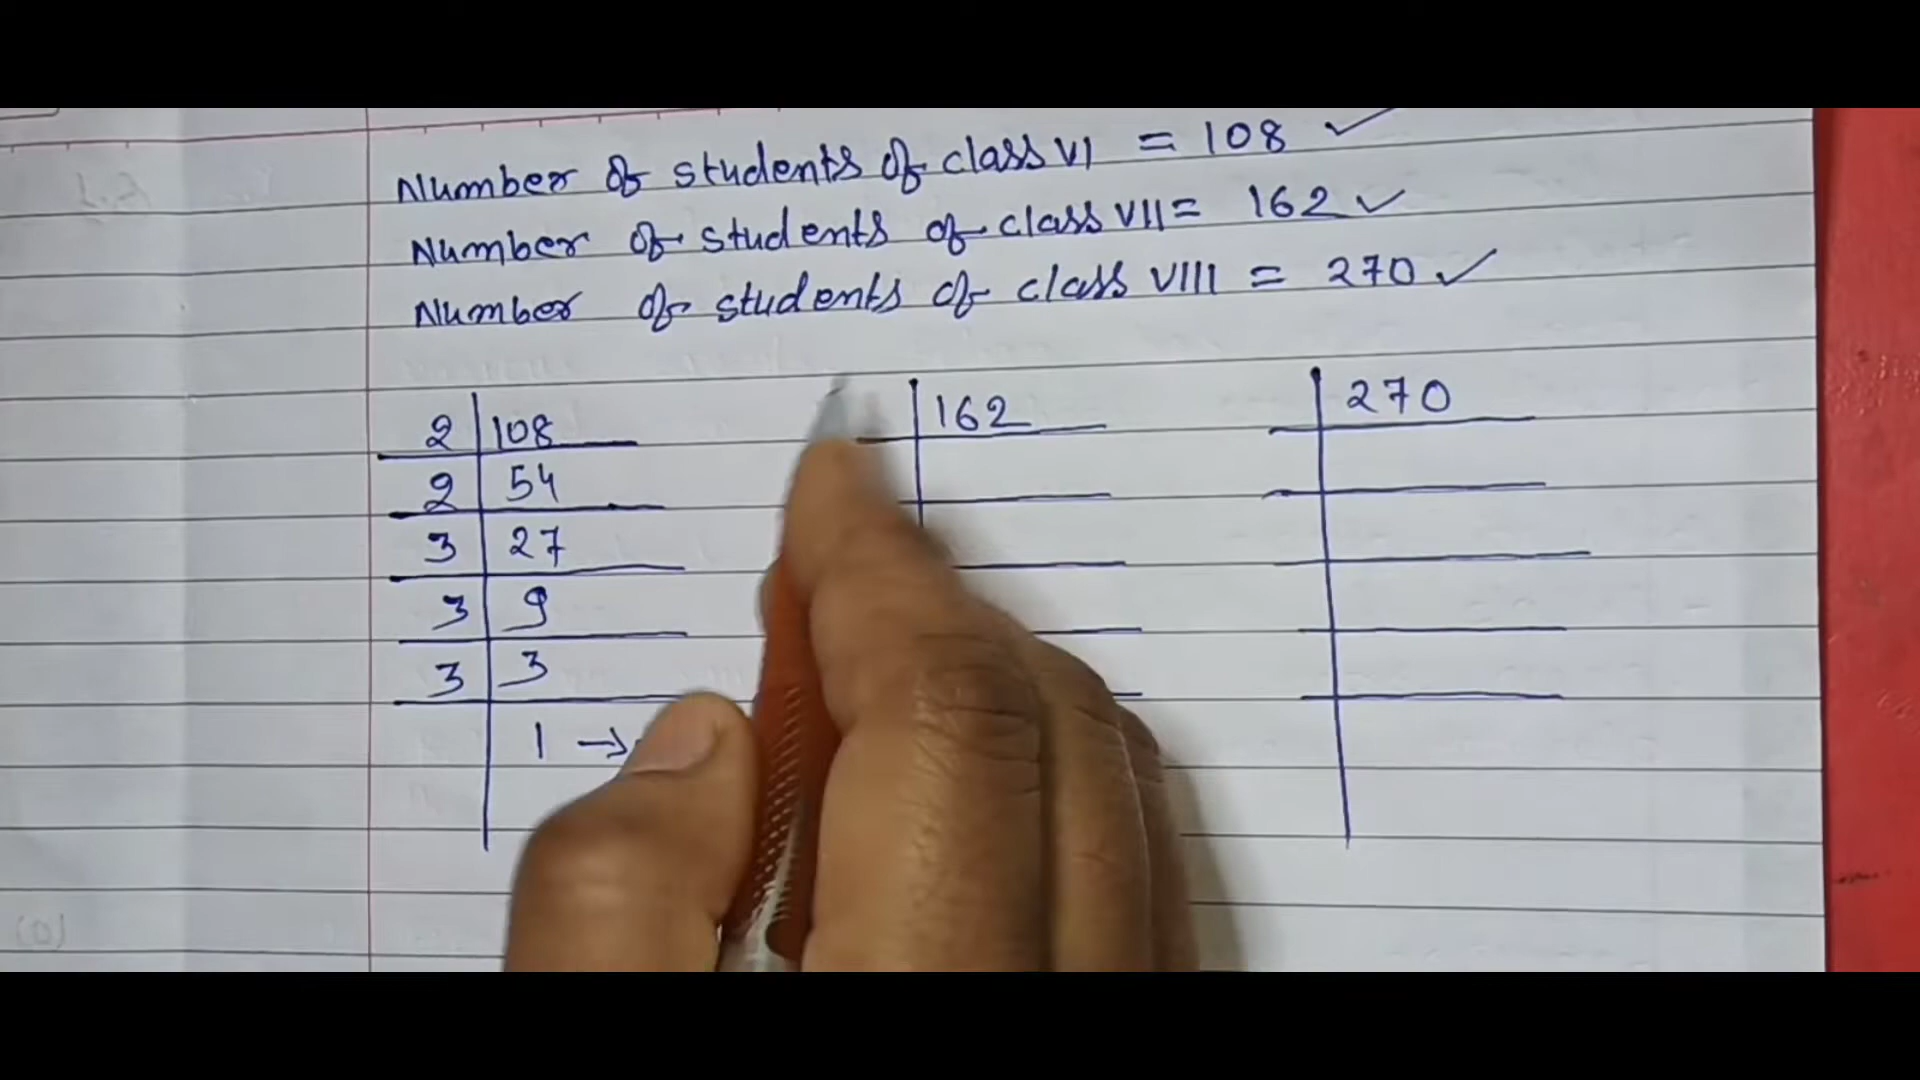 Number of students of class VI = 108 ✓
Number of students of class VII = 162 ✓
Number of students of class VIII = 270 ✓
2 108 162 270
2 54
3 27
3 9
3 3
1 →